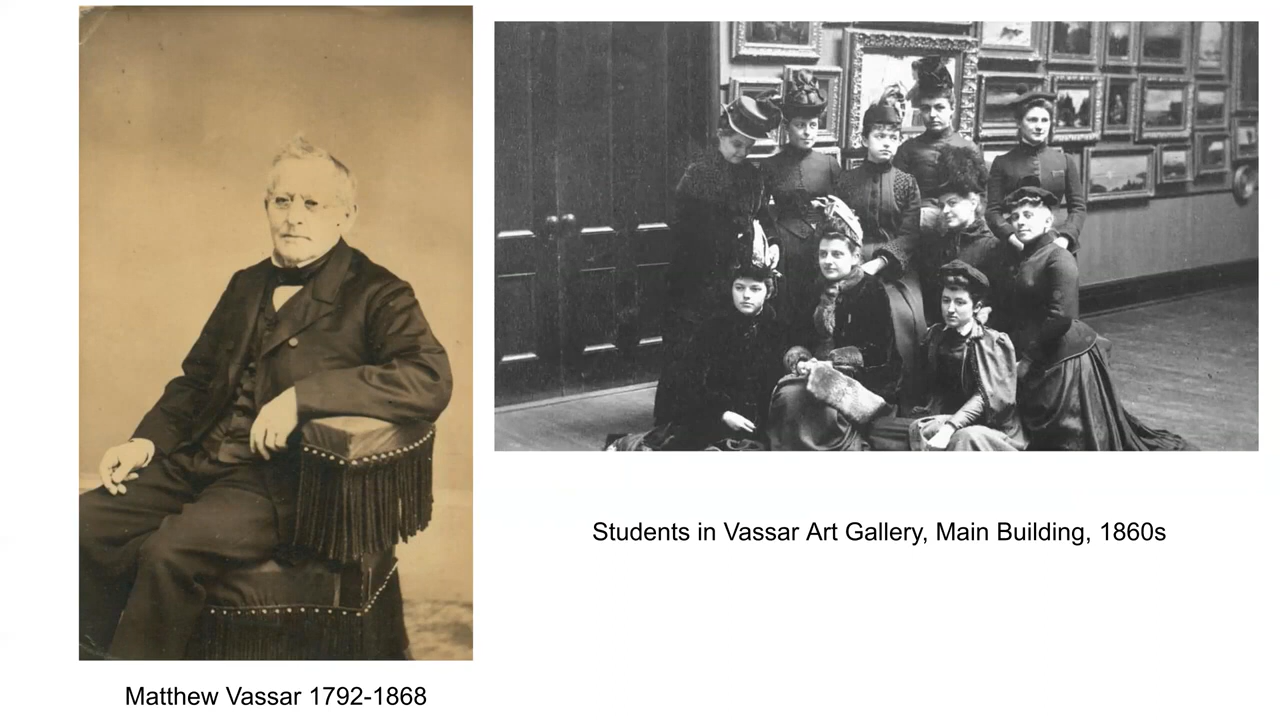 Students in Vassar Art Gallery, Main Building, 1860s
Matthew Vassar 1792-1868